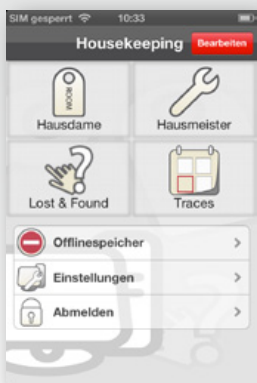 SIM gesperrt 10:33
Housekeeping Bearbeiten
ROOM
Hausdame Hausmeister
Lost & Found Traces
Offlinespeicher
Einstellungen
Abmelden